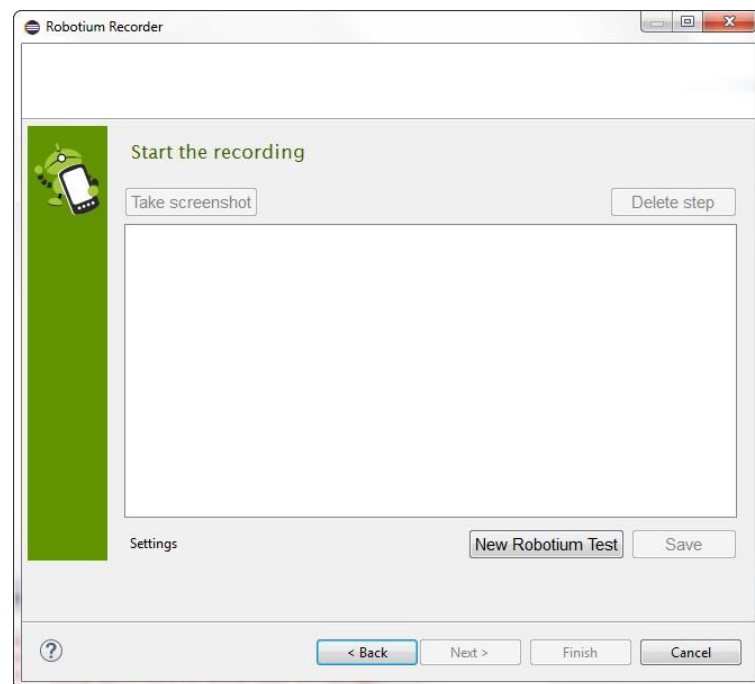 Robotium Recorder
Start the recording
Take screenshot Delete step
Settings New Robotium Test Save
? < Back Next > Finish Cancel